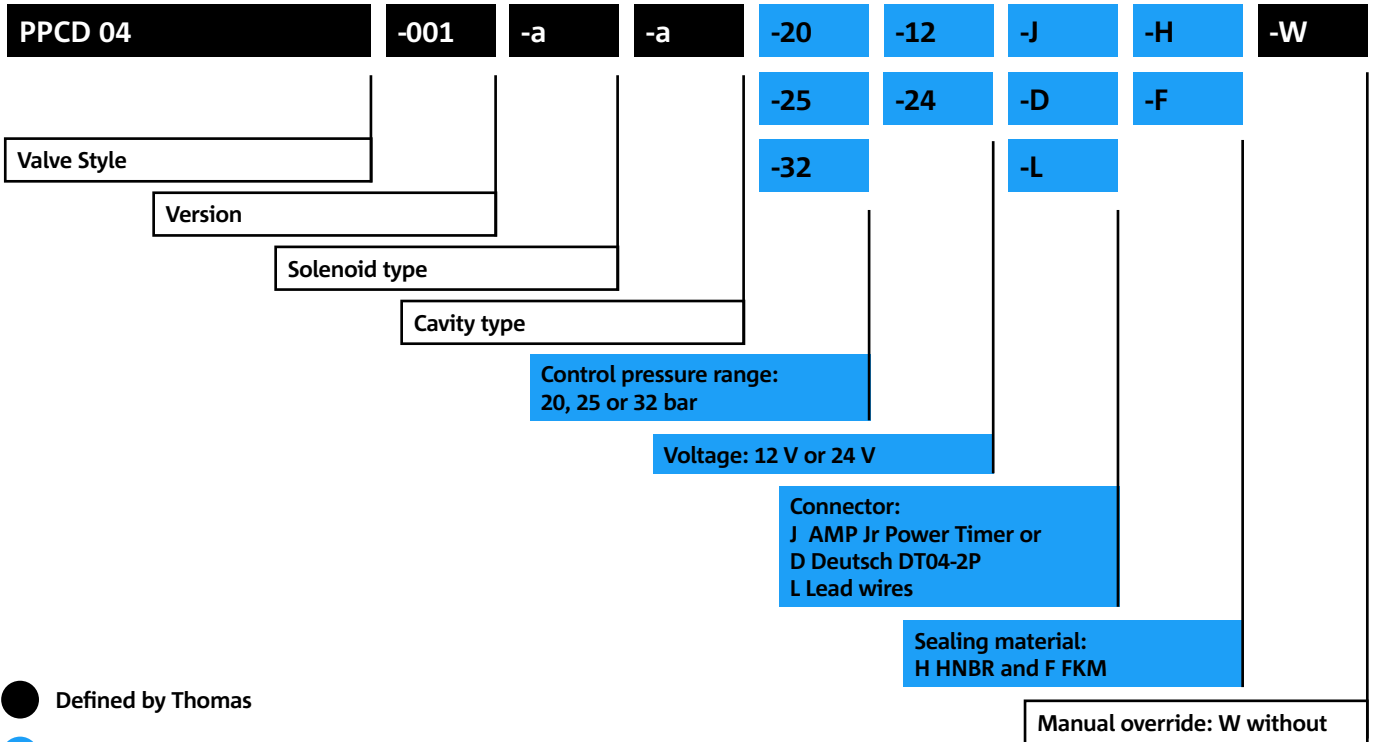 PPCD 04 -001 -a -a -20 -12 -J -H -W
-25 -24 -D -F
-32 -L
Valve Style
Version
Solenoid type
Cavity type
Control pressure range:
20, 25 or 32 bar
Voltage: 12 V or 24 V
Connector:
J AMP Jr Power Timer or
D Deutsch DT04-2P
L Lead wires
Sealing material:
H HNBR and F FKM
Defined by Thomas
Manual override: W without